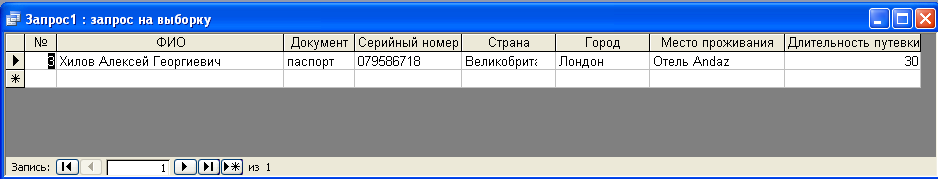 Запрос1 : запрос на выборку
№ ФИО Документ Серийный номер Страна Город Место проживания Длительность путевки
3 Хилов Алексей Георгиевич паспорт 079586718 Великобрита Лондон Отель Andaz 30
Запись: 1 из 1